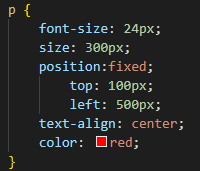 p {
    font-size: 24px;
    size: 300px;
    position:fixed;
        top: 100px;
        left: 500px;
    text-align: center;
    color: red;
}